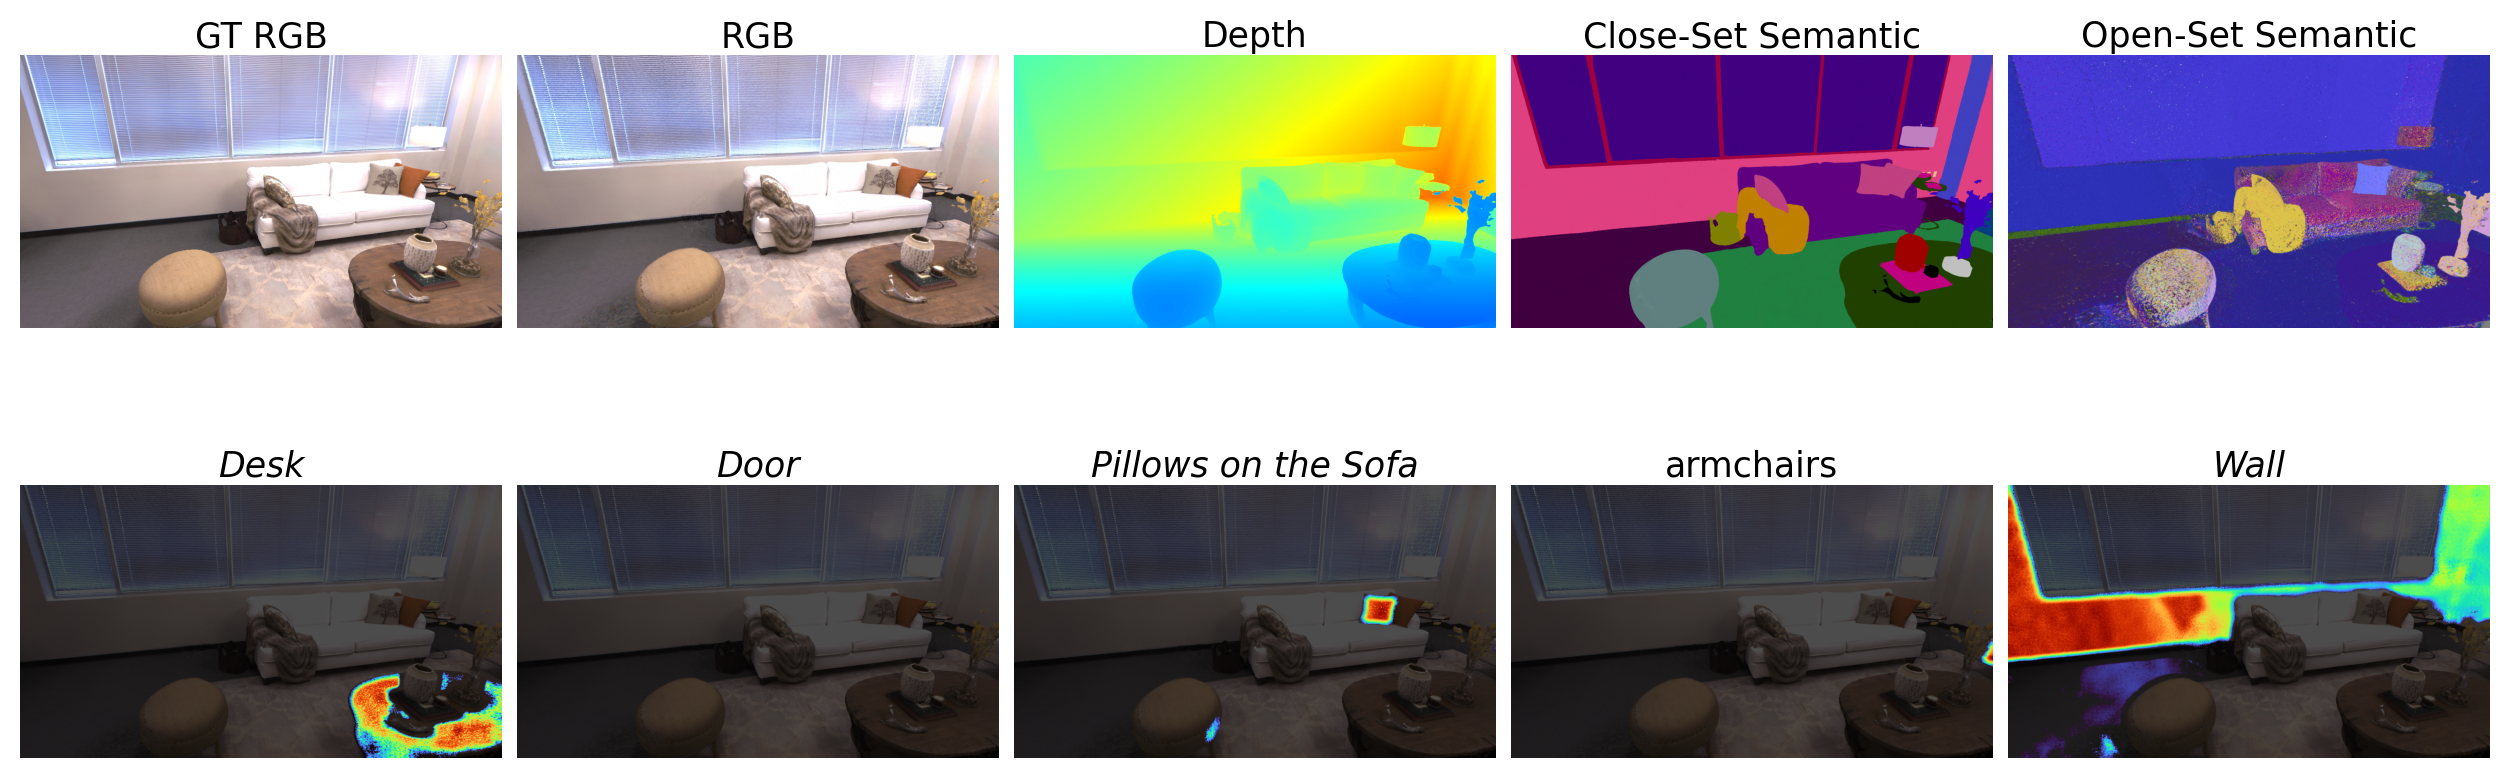 GT RGB
RGB
Depth
Close-Set Semantic
Open-Set Semantic
Desk
Door
Pillows on the Sofa
armchairs
Wall